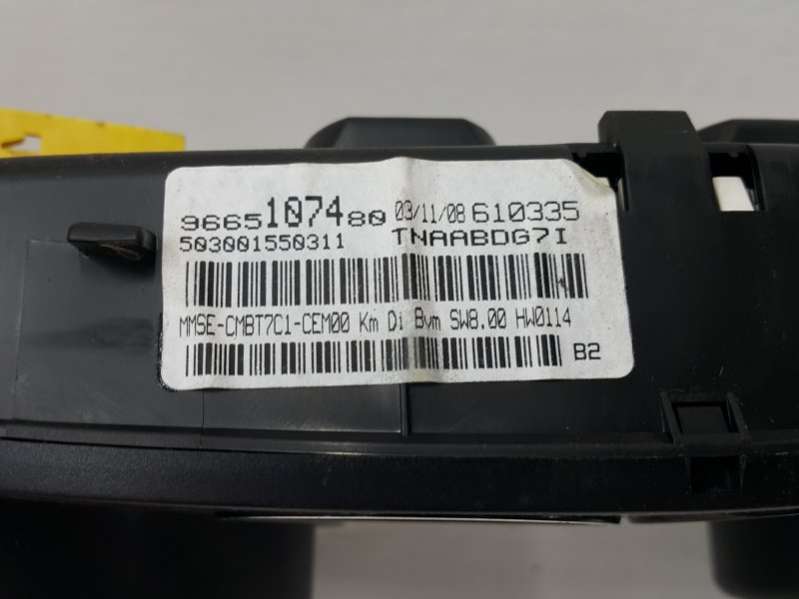 9665107480 03/11/08 610335
503001550311 TNAABDG7I
MMSE-CMBT7C1-CEM00 Km Di Bvm SW8.00 HW0114
B2